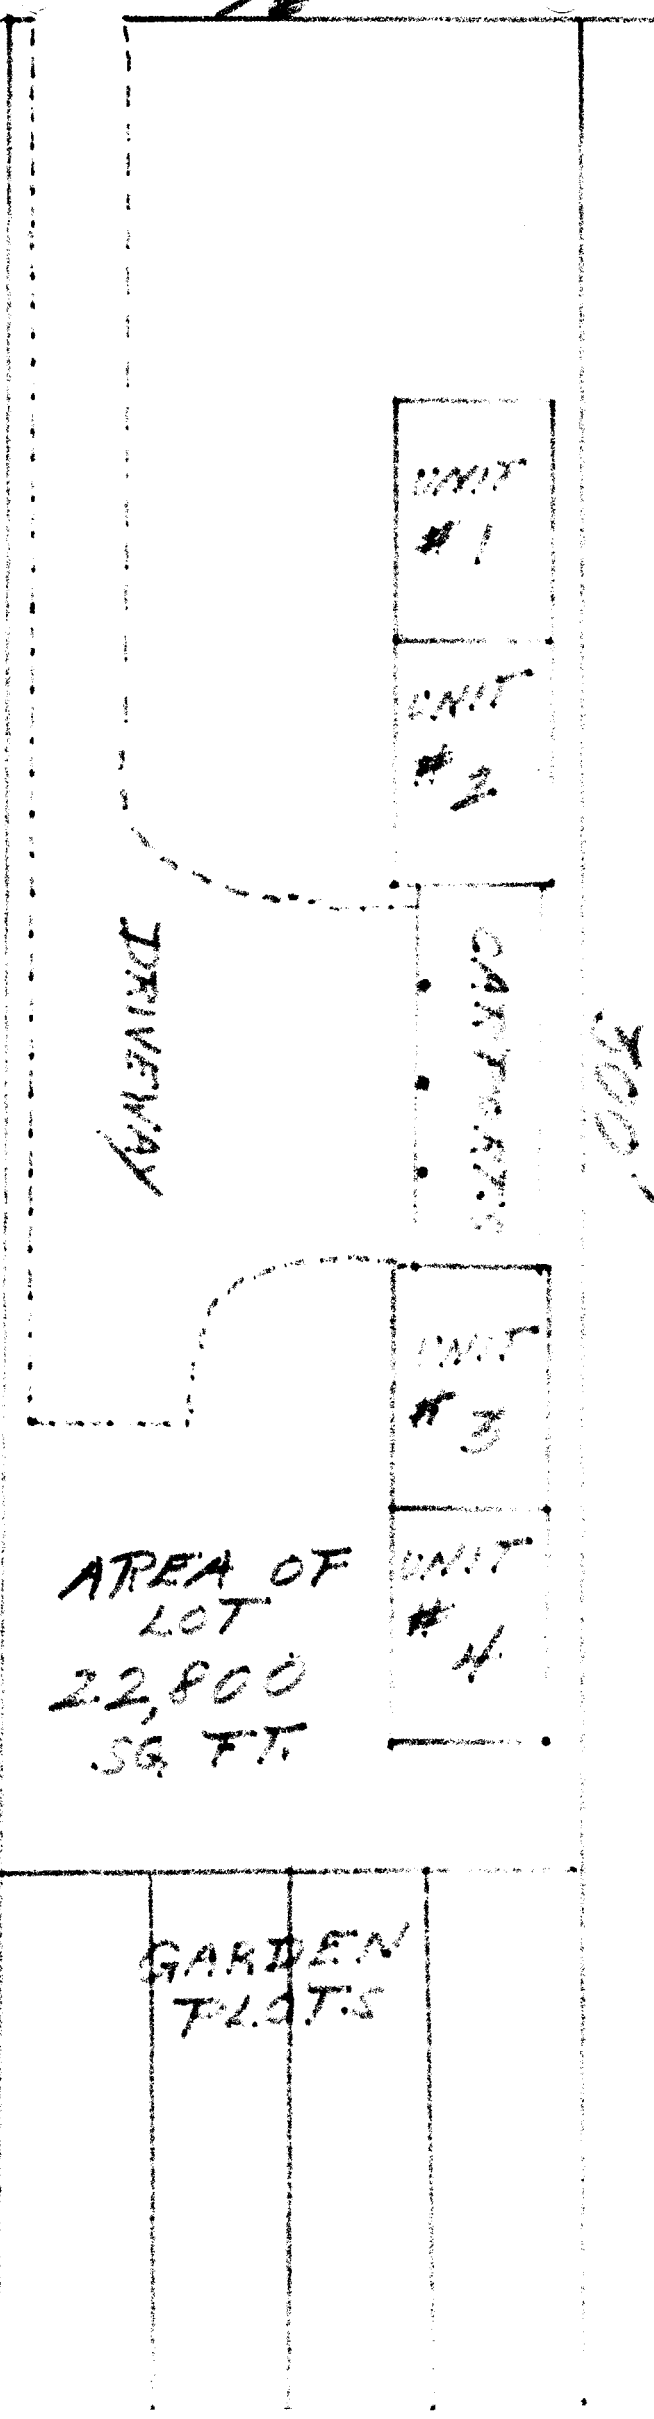 UNIT
# 1
UNIT
# 2
DRIVEWAY
CARPORTS
300'
UNIT
# 3
AREA OF
LOT
22,800
SQ. FT.
UNIT
# 4
GARDEN
PLOTS